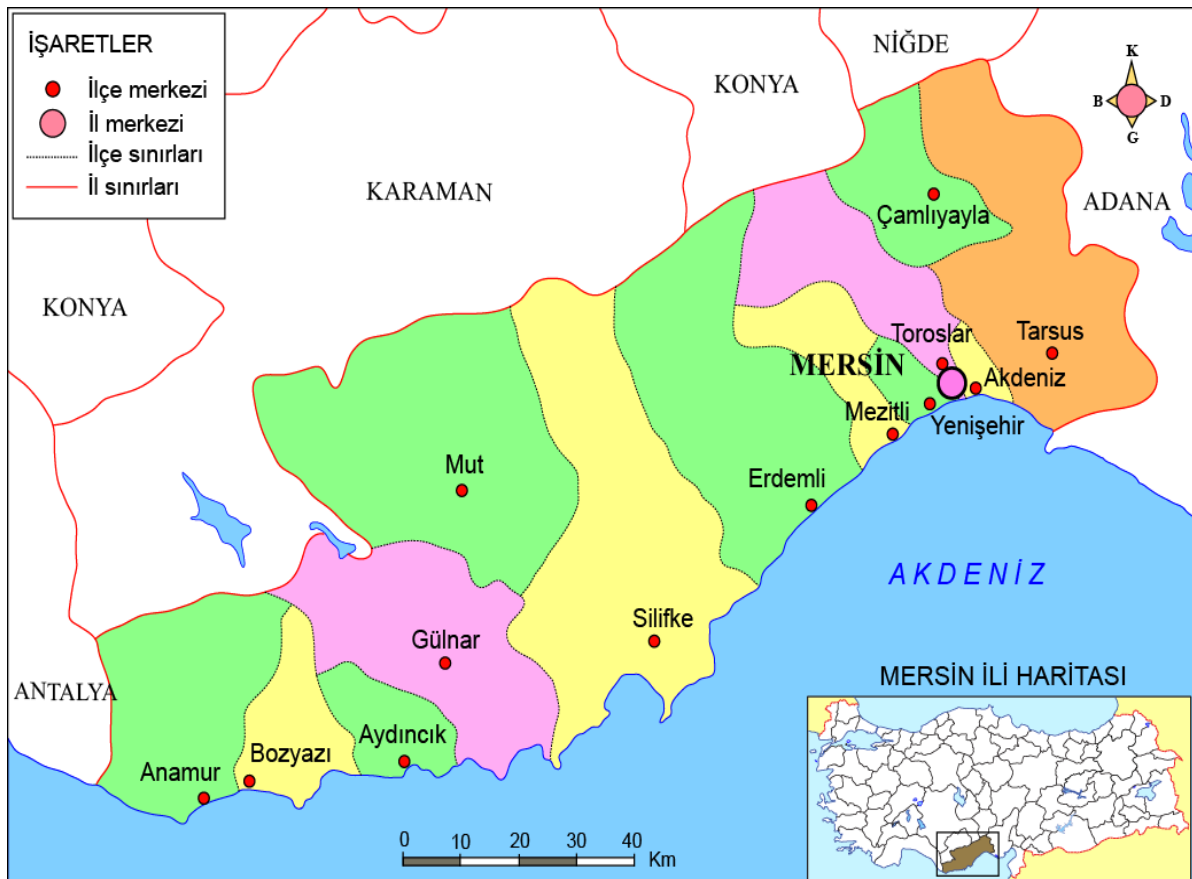 İŞARETLER
İlçe merkezi
İl merkezi
İlçe sınırları
İl sınırları
NİĞDE
KONYA
KARAMAN
KONYA
ADANA
ANTALYA
K
B D
G
Çamlıyayla
Toroslar
Tarsus
MERSİN
Akdeniz
Mezitli
Yenişehir
Mut
Erdemli
AKDENİZ
Silifke
Gülnar
Aydıncık
Bozyazı
Anamur
MERSİN İLİ HARİTASI
0 10 20 30 40
Km